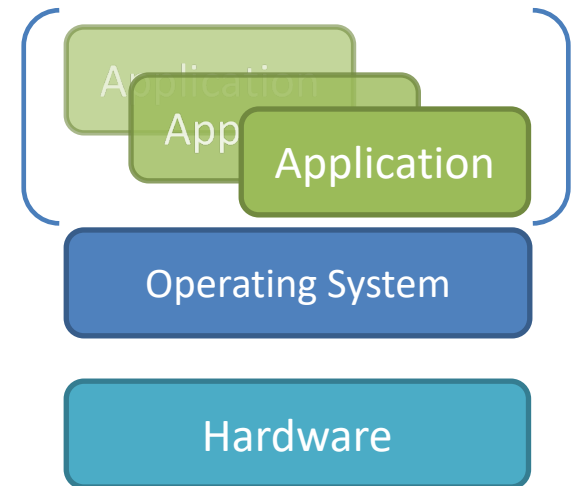 Application
App
Application
Operating System
Hardware